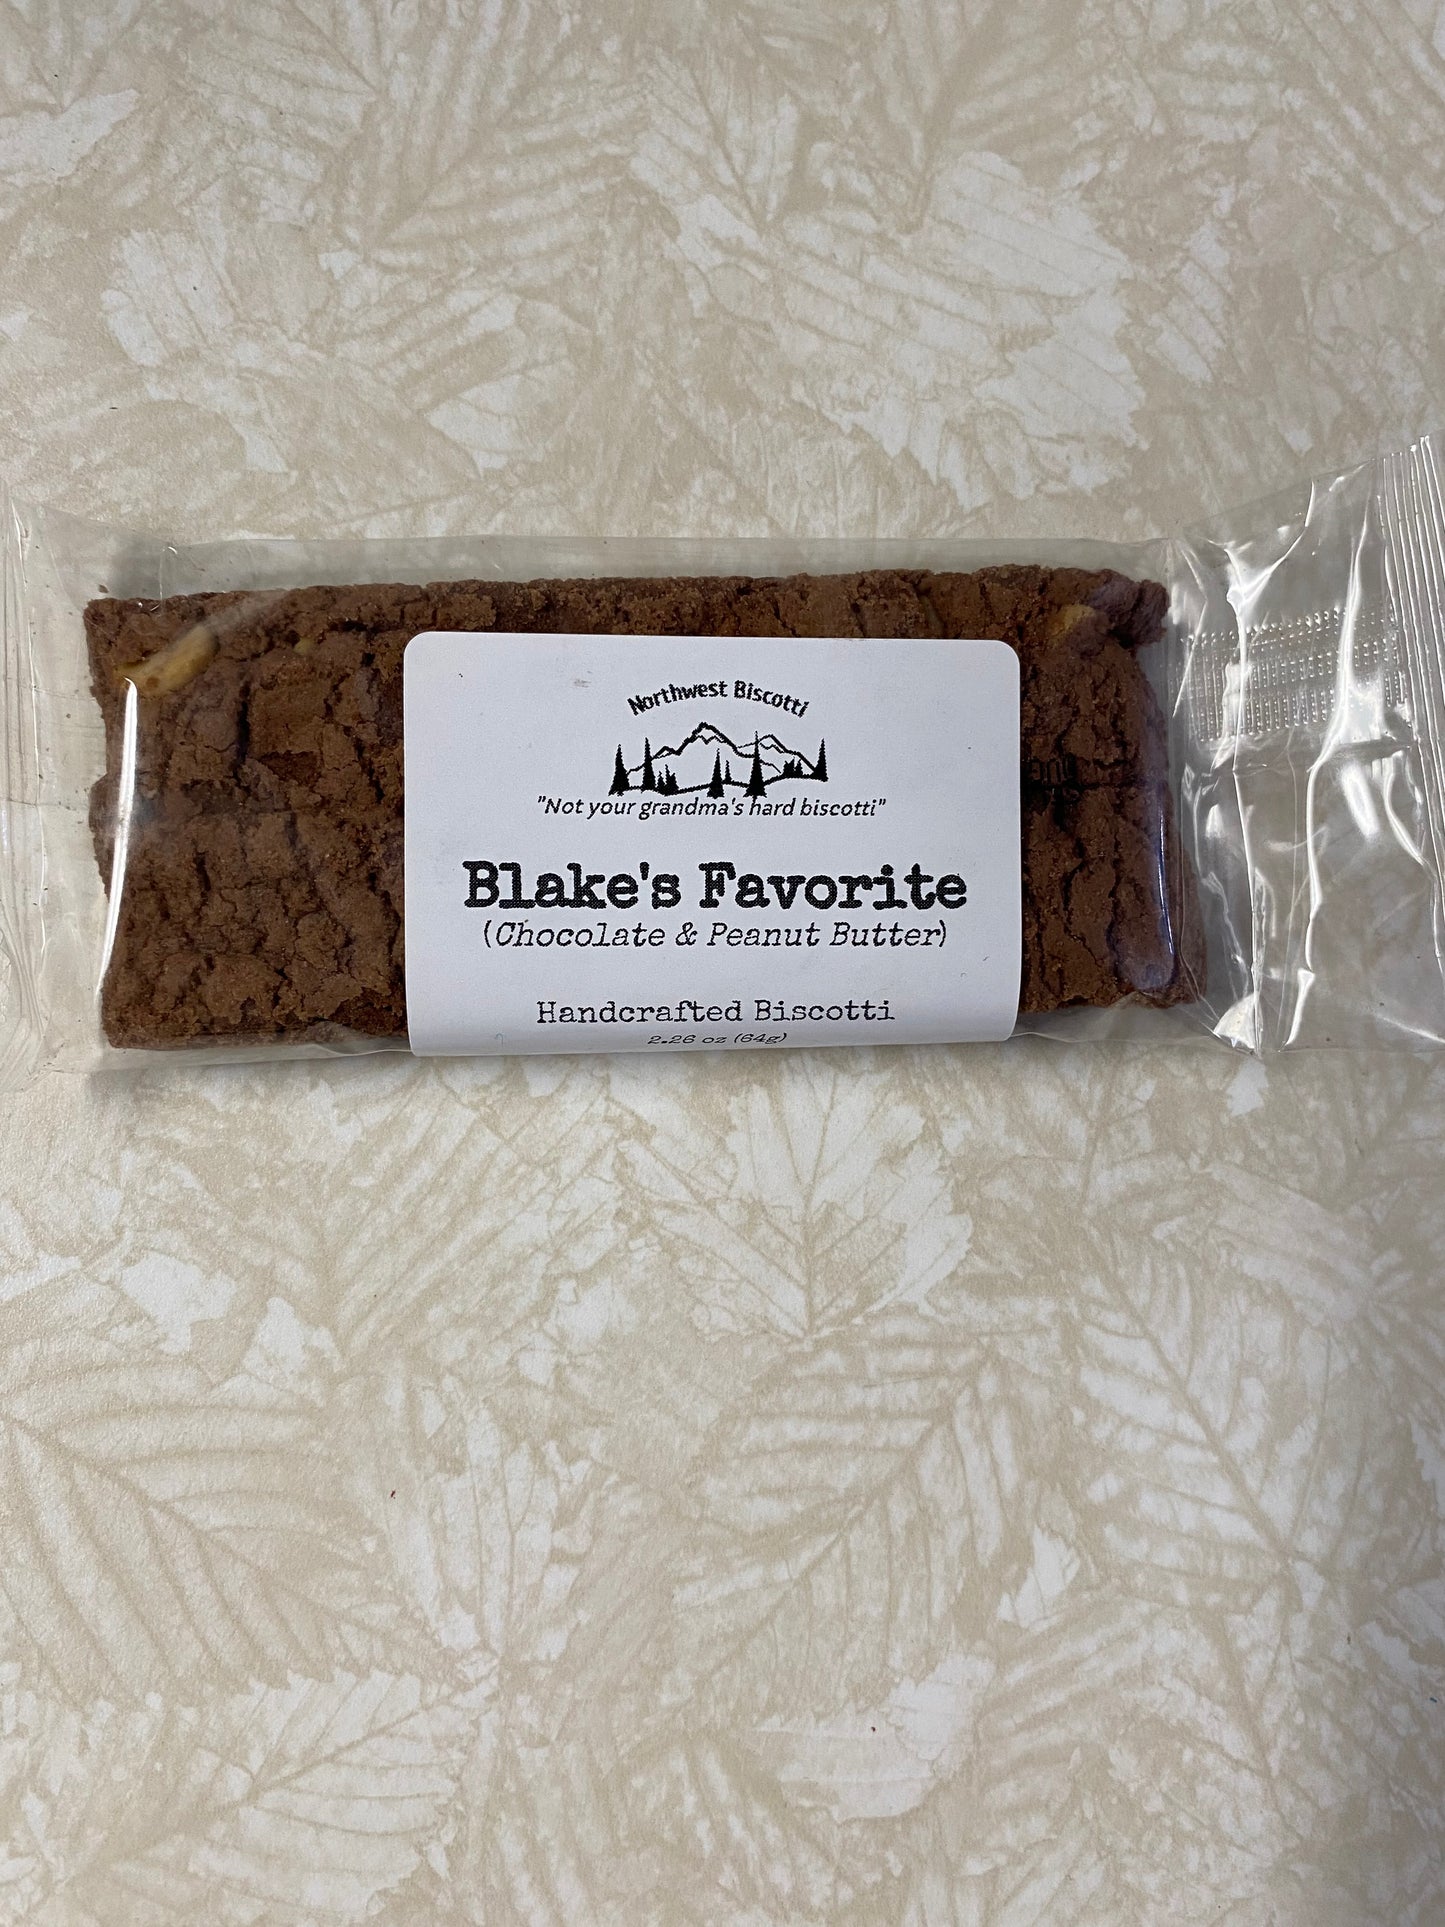 Northwest Biscotti
"Not your grandma's hard biscotti"
Blake's Favorite
(Chocolate & Peanut Butter)
Handcrafted Biscotti
2.26 oz (64g)